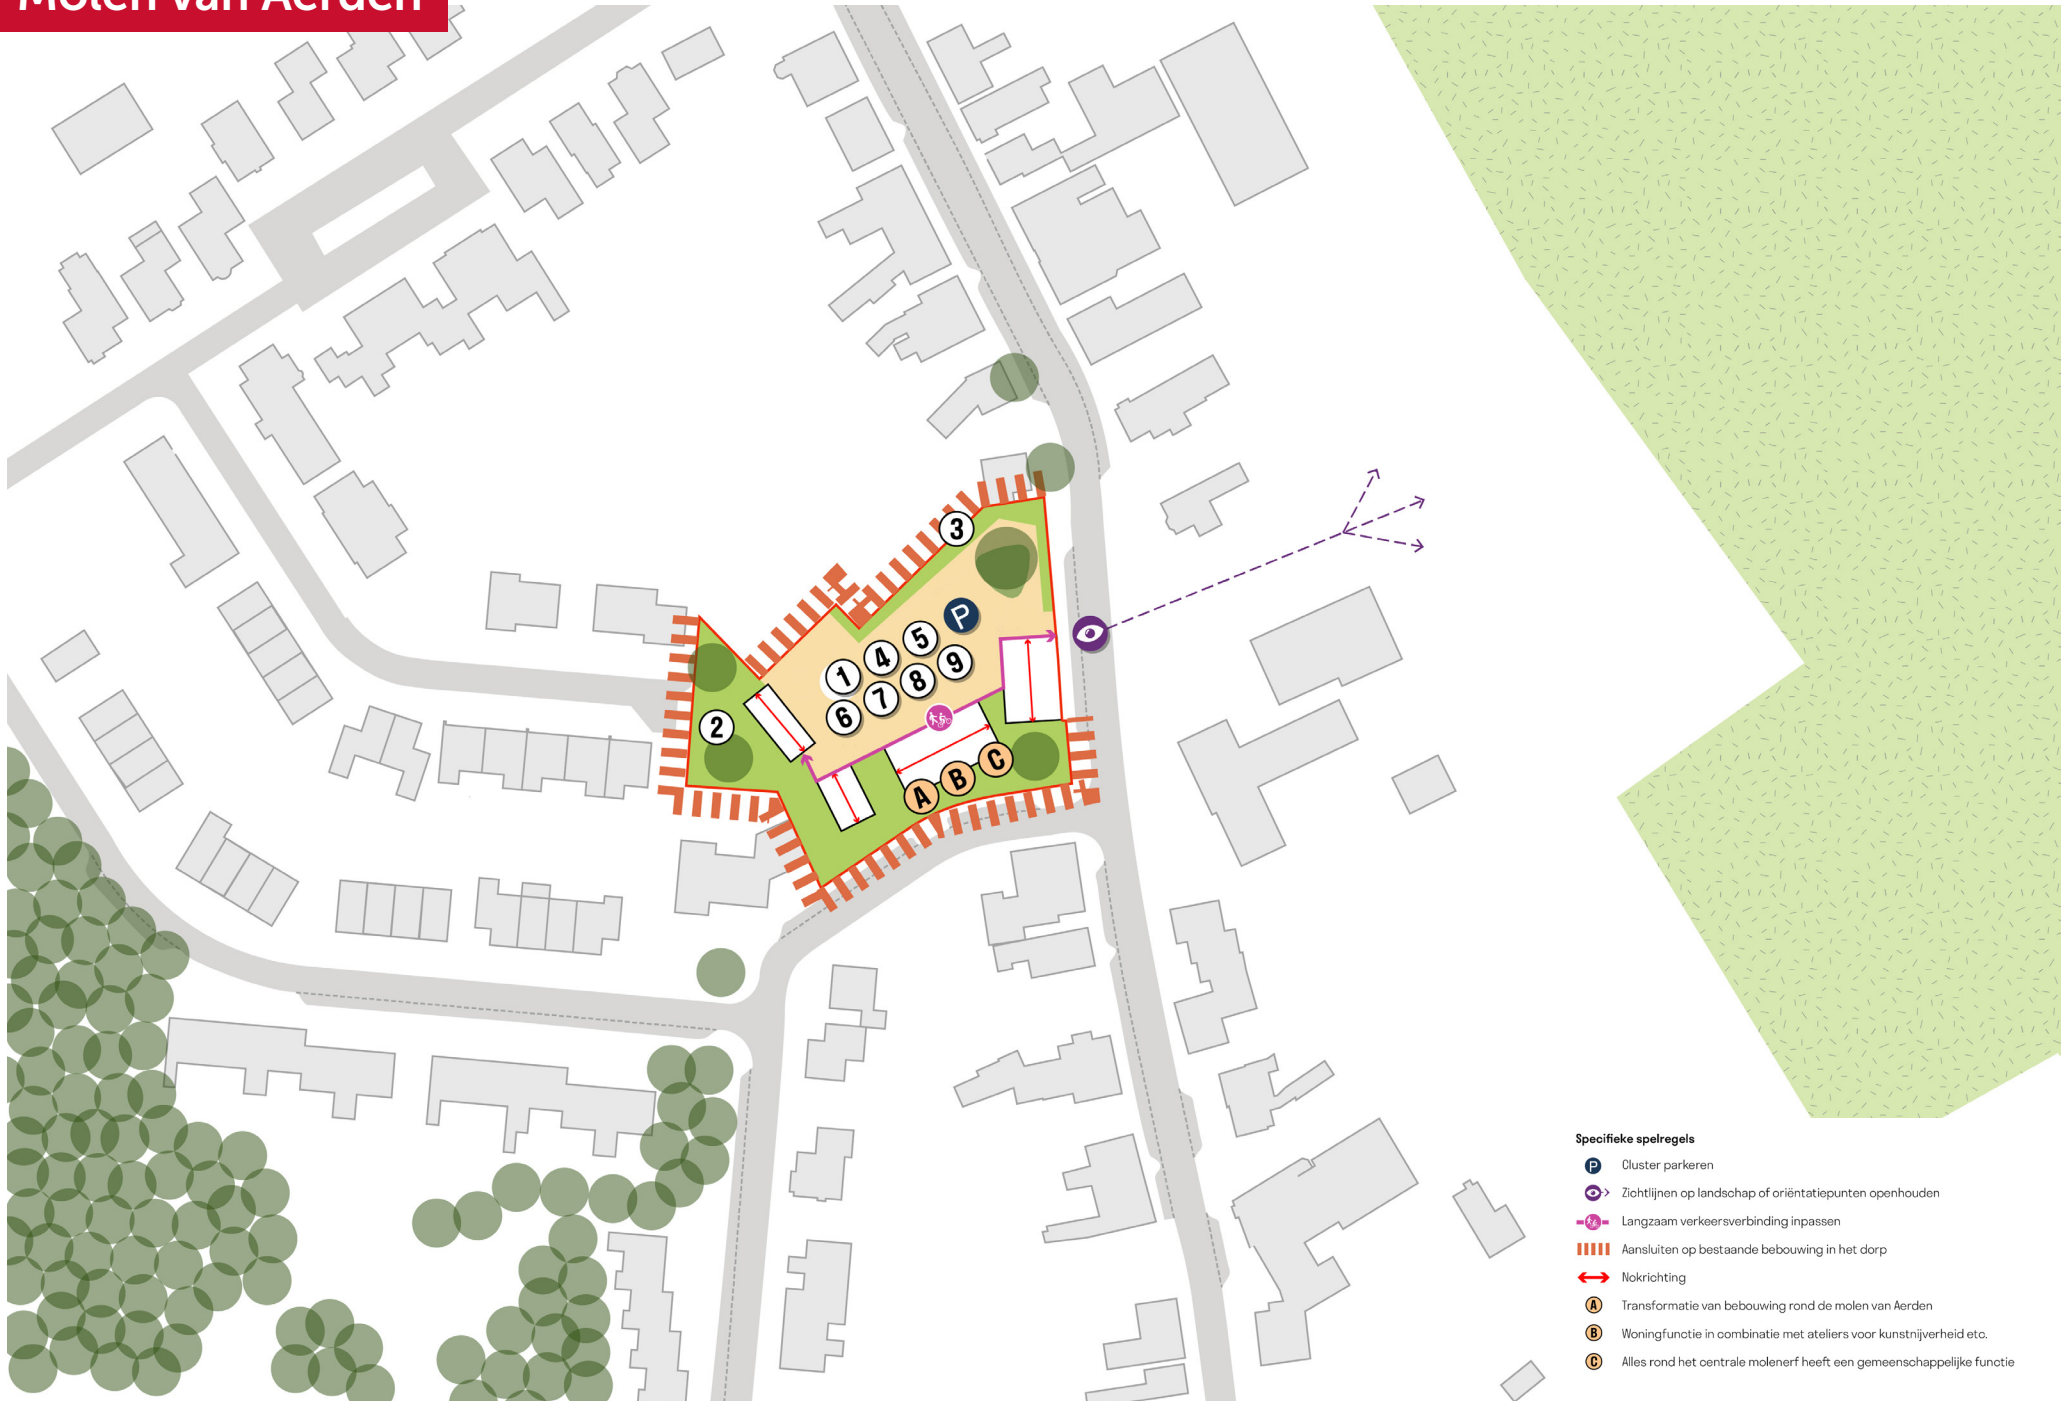 Molen van Aerden
3
P
5
4
9
1
8
7
6
2
C
B
A
Specifieke spelregels
P Cluster parkeren
Zichtlijnen op landschap of oriëntatiepunten openhouden
Langzaam verkeersverbinding inpassen
Aansluiten op bestaande bebouwing in het dorp
Nokrichting
A Transformatie van bebouwing rond de molen van Aerden
B Woningfunctie in combinatie met ateliers voor kunstnijverheid etc.
C Alles rond het centrale molenerf heeft een gemeenschappelijke functie